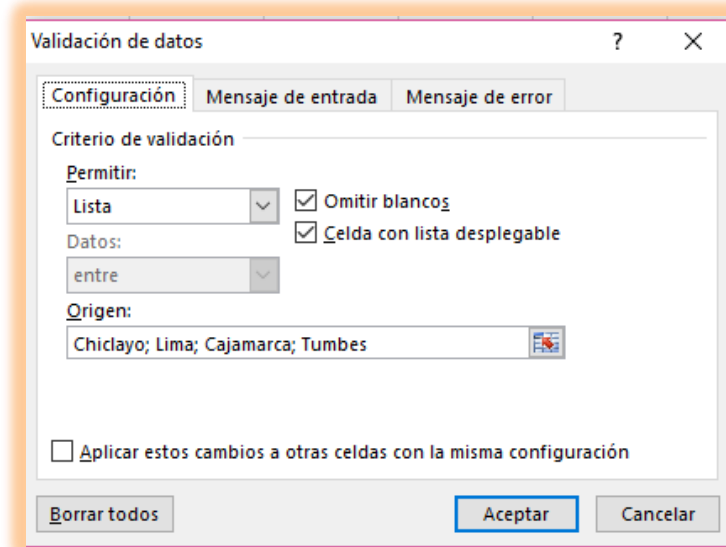 Validación de datos ?
Configuración Mensaje de entrada Mensaje de error
Criterio de validación
Permitir:
Lista
Omitir blancos
Celda con lista desplegable
Datos:
entre
Origen:
Chiclayo; Lima; Cajamarca; Tumbes
Aplicar estos cambios a otras celdas con la misma configuración
Borrar todos Aceptar Cancelar